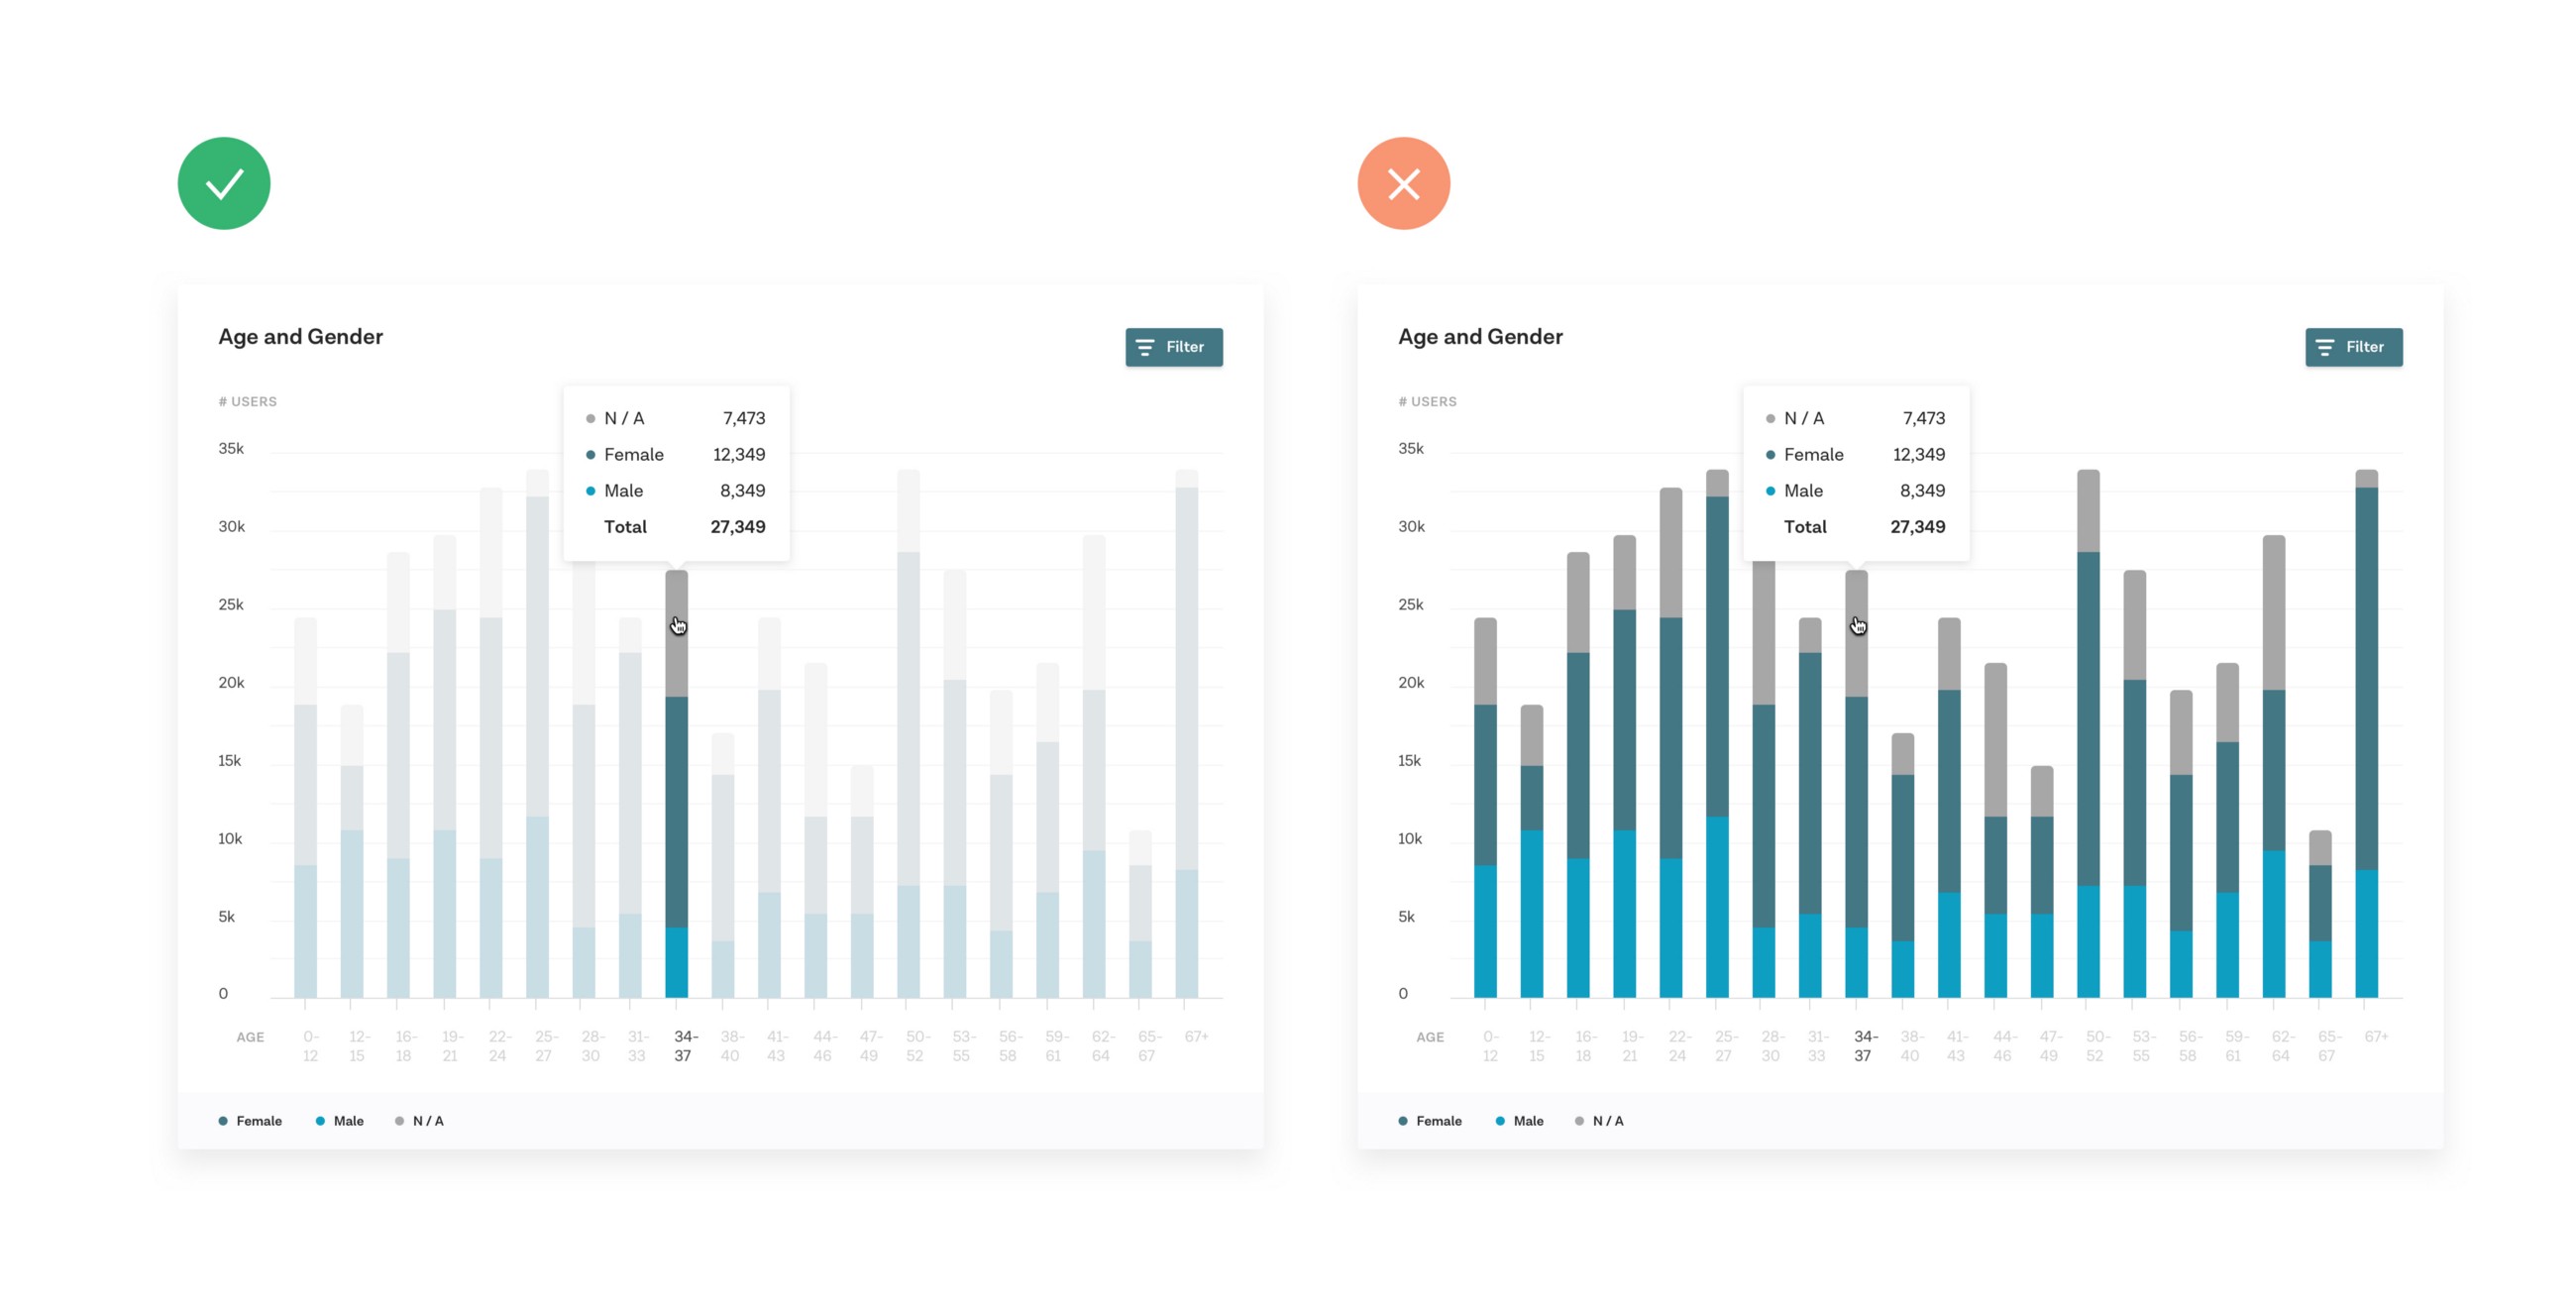 Age and Gender
Filter
# USERS
N / A 7,473
Female 12,349
Male 8,349
Total 27,349
35k
30k
25k
20k
15k
10k
5k
0
AGE 0- 12- 16- 19- 22- 25- 28- 31- 34- 38- 41- 44- 47- 50- 53- 56- 59- 62- 65- 67+
12 15 18 21 24 27 30 33 37 40 43 46 49 52 55 58 61 64 67
Female Male N / A
Age and Gender
Filter
# USERS
N / A 7,473
Female 12,349
Male 8,349
Total 27,349
35k
30k
25k
20k
15k
10k
5k
0
AGE 0- 12- 16- 19- 22- 25- 28- 31- 34- 38- 41- 44- 47- 50- 53- 56- 59- 62- 65- 67+
12 15 18 21 24 27 30 33 37 40 43 46 49 52 55 58 61 64 67
Female Male N / A